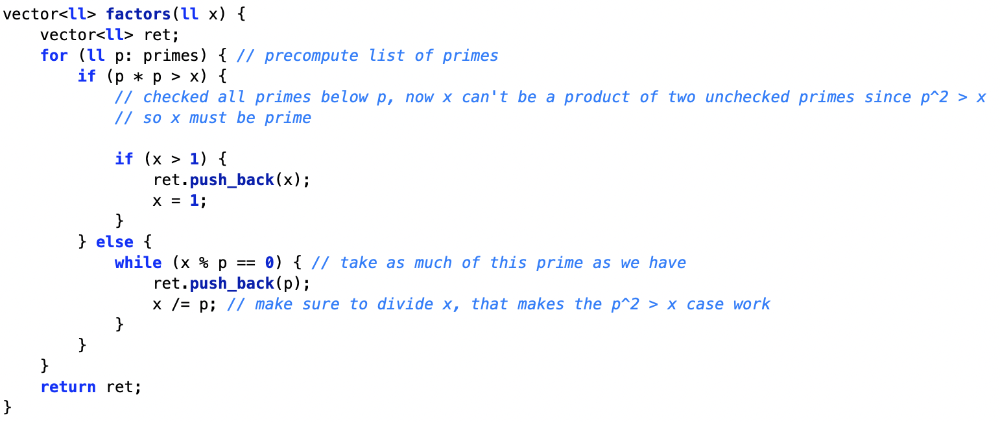 vector<ll> factors(ll x) {
    vector<ll> ret;
    for (ll p: primes) { // precompute list of primes
        if (p * p > x) {
            // checked all primes below p, now x can't be a product of two unchecked primes since p^2 > x
            // so x must be prime

            if (x > 1) {
                ret.push_back(x);
                x = 1;
            }
        } else {
            while (x % p == 0) { // take as much of this prime as we have
                ret.push_back(p);
                x /= p; // make sure to divide x, that makes the p^2 > x case work
            }
        }
    }
    return ret;
}